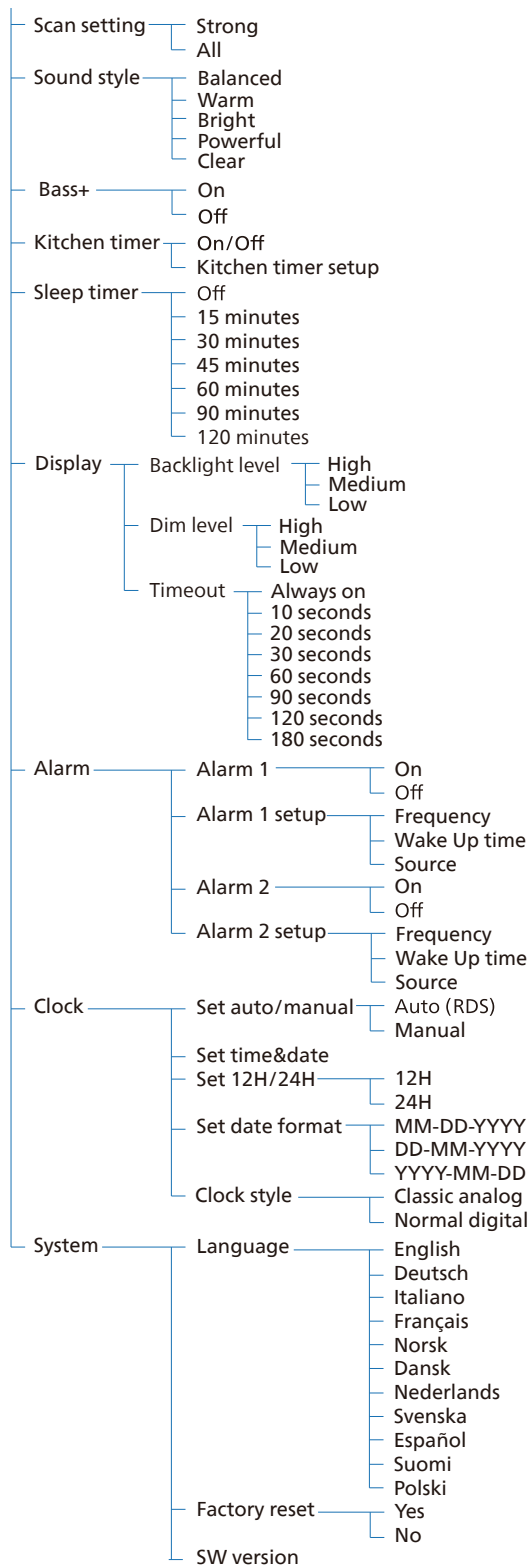 Scan setting
Strong
All
Sound style
Balanced
Warm
Bright
Powerful
Clear
Bass+
On
Off
Kitchen timer
On/Off
Kitchen timer setup
Sleep timer
Off
15 minutes
30 minutes
45 minutes
60 minutes
90 minutes
120 minutes
Display
Backlight level
High
Medium
Low
Dim level
High
Medium
Low
Timeout
Always on
10 seconds
20 seconds
30 seconds
60 seconds
90 seconds
120 seconds
180 seconds
Alarm
Alarm 1
On
Off
Alarm 1 setup
Frequency
Wake Up time
Source
Alarm 2
On
Off
Alarm 2 setup
Frequency
Wake Up time
Source
Clock
Set auto/manual
Auto (RDS)
Manual
Set time&date
Set 12H/24H
12H
24H
Set date format
MM-DD-YYYY
DD-MM-YYYY
YYYY-MM-DD
Clock style
Classic analog
Normal digital
System
Language
English
Deutsch
Italiano
Français
Norsk
Dansk
Nederlands
Svenska
Español
Suomi
Polski
Factory reset
Yes
No
SW version